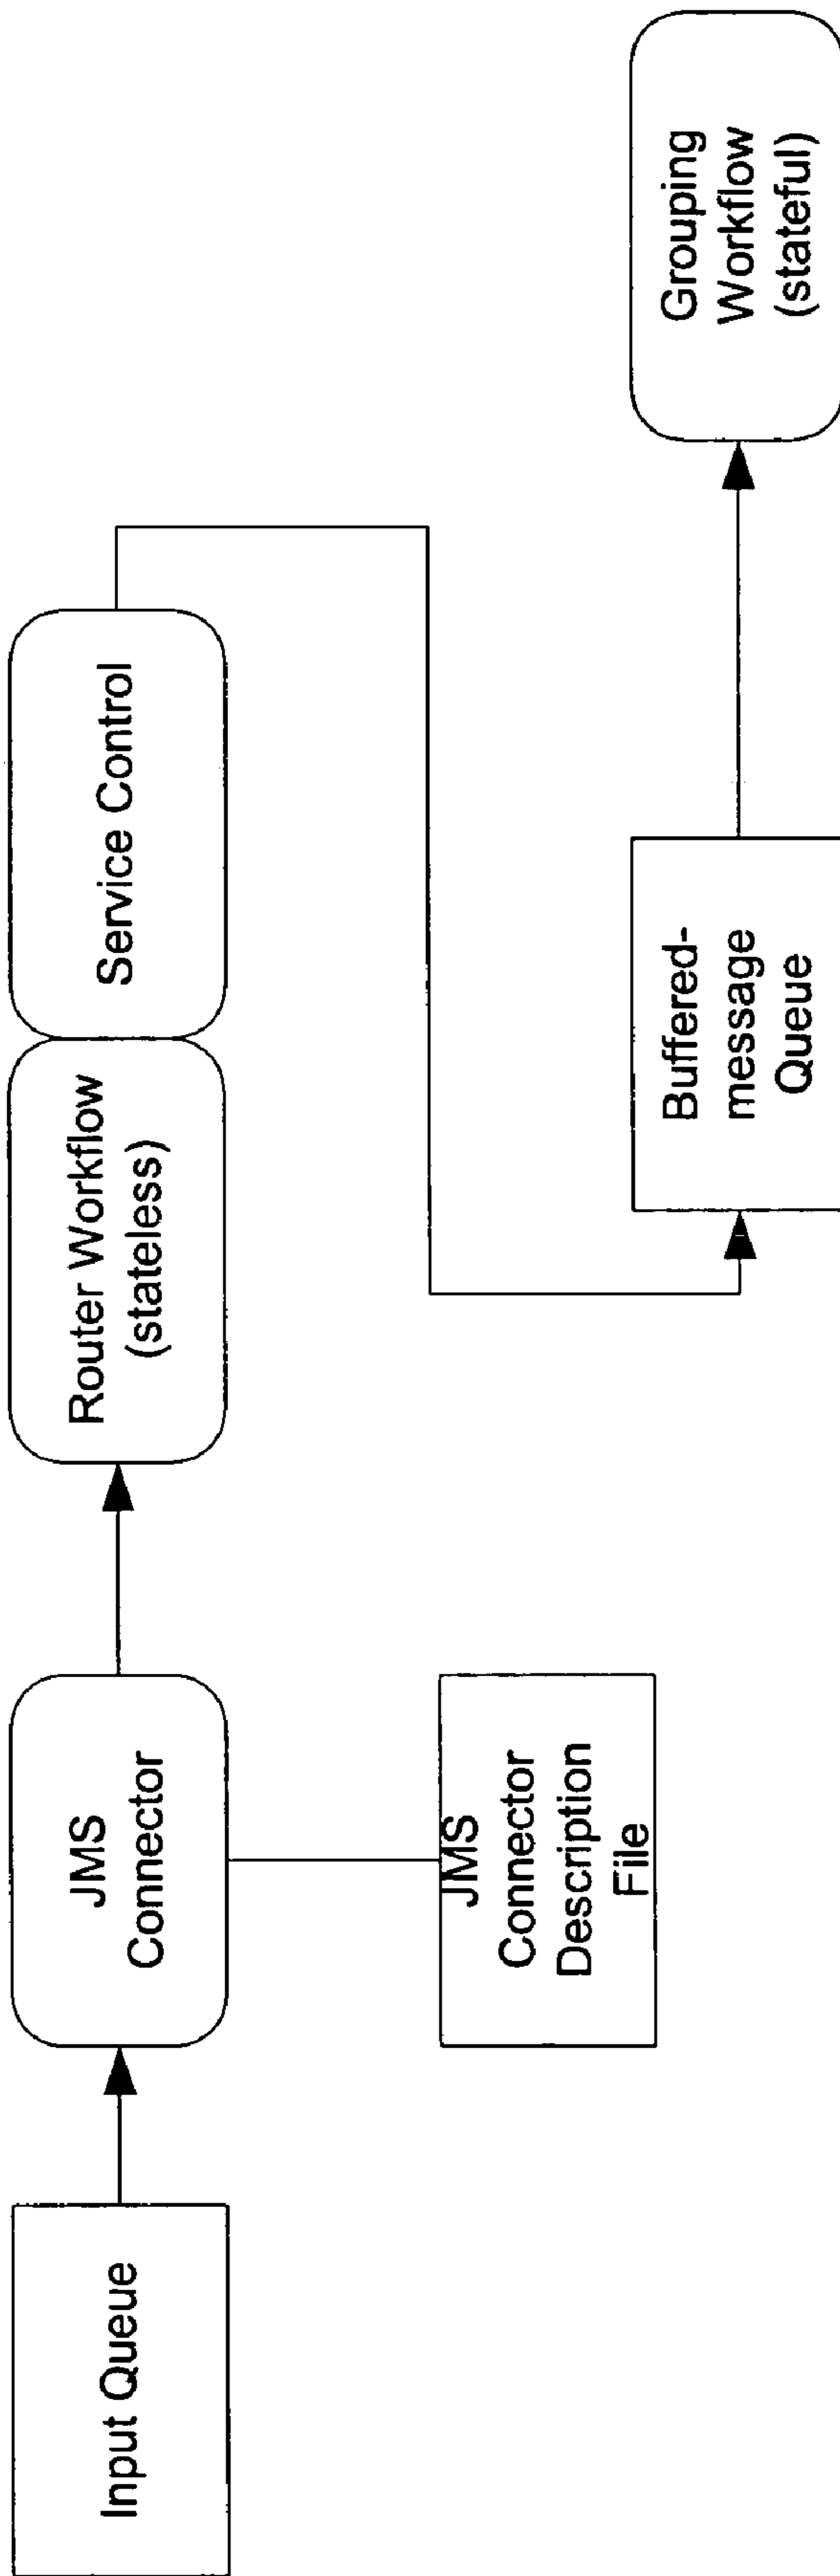 Input Queue
JMS
Connector
JMS
Connector
Description
File
Router Workflow
(stateless)
Service Control
Buffered-
message
Queue
Grouping
Workflow
(stateful)